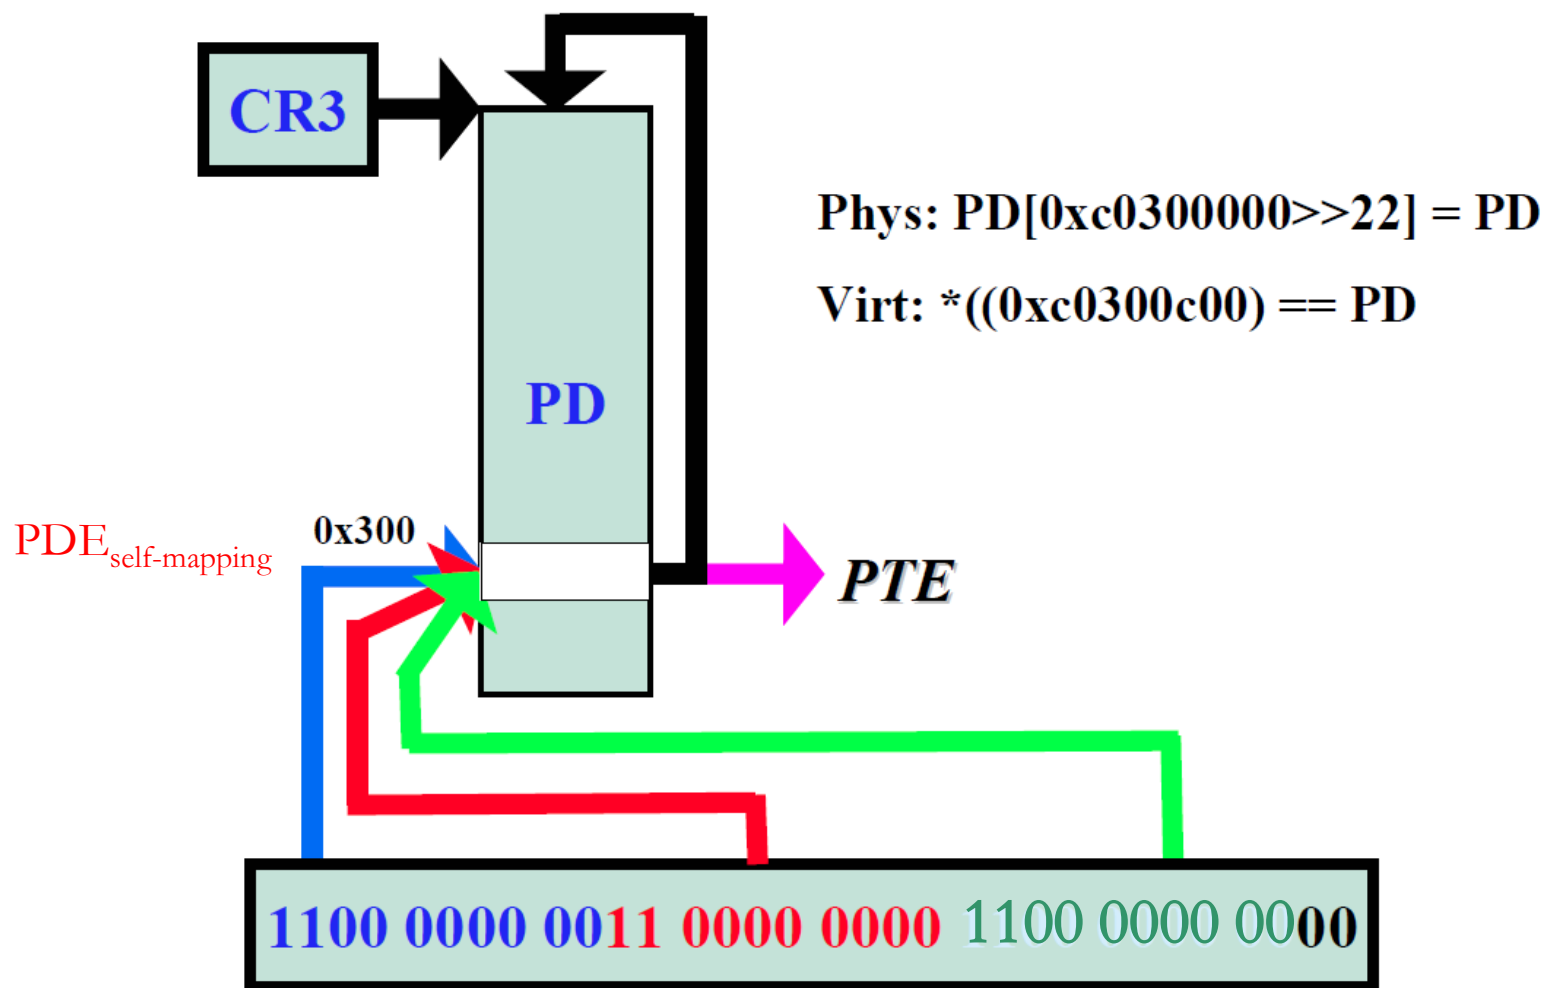 CR3
Phys: PD[0xc0300000>>22] = PD
Virt: *((0xc0300c00) == PD
PD
0x300
PDEself-mapping
PTE
1100 0000 0011 0000 0000 1100 0000 0000